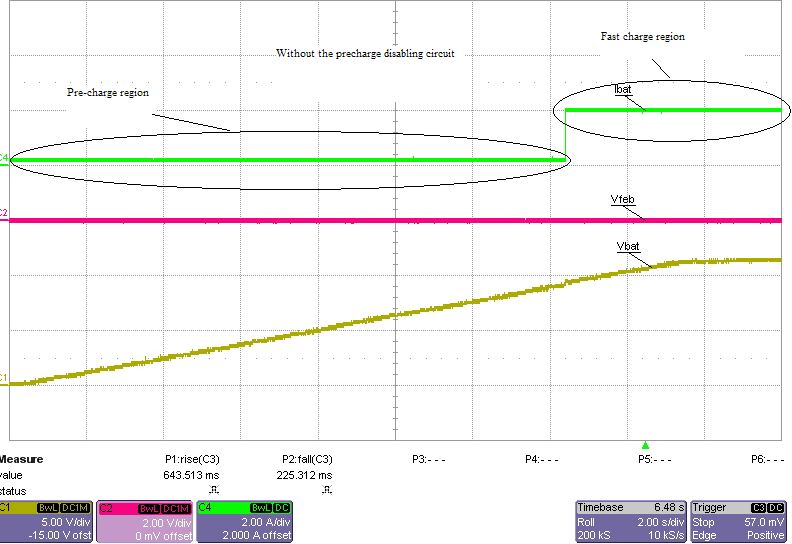 Fast charge region
Without the precharge disabling circuit
Ibat
Pre-charge region
C4
Vfeb
C2
Vbat
C1
Measure P1:rise(C3) P2:fall(C3) P3:- - - P4:- - - P5:- - - P6:- - -
value 643.513 ms 225.312 ms
status
C1 BwL DC1M
5.00 V/div
-15.00 V ofst
C2 BwL DC1M
2.00 V/div
0 mV offset
C4 BwL DC
2.00 A/div
2.000 A offset
Timebase 6.48 s
Roll 2.00 s/div
200 kS 10 kS/s
Trigger C3 DC
Stop 57.0 mV
Edge Positive